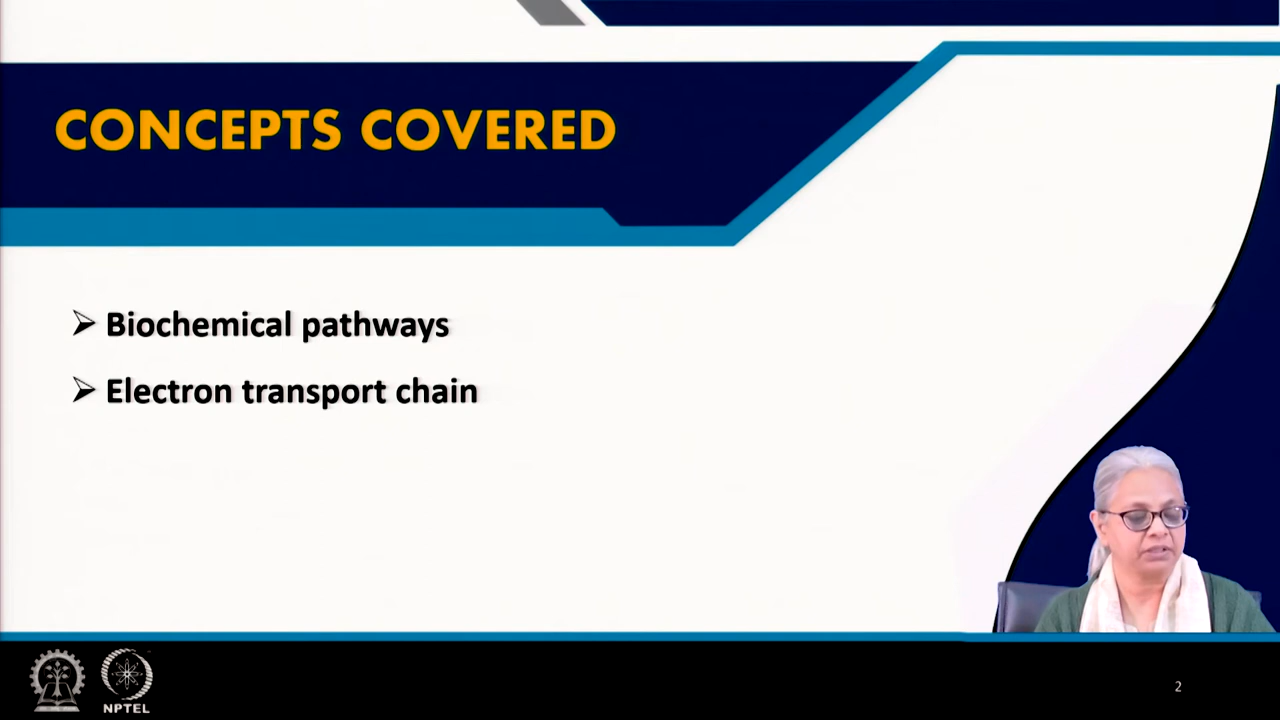 CONCEPTS COVERED
Biochemical pathways
Electron transport chain
NPTEL
2